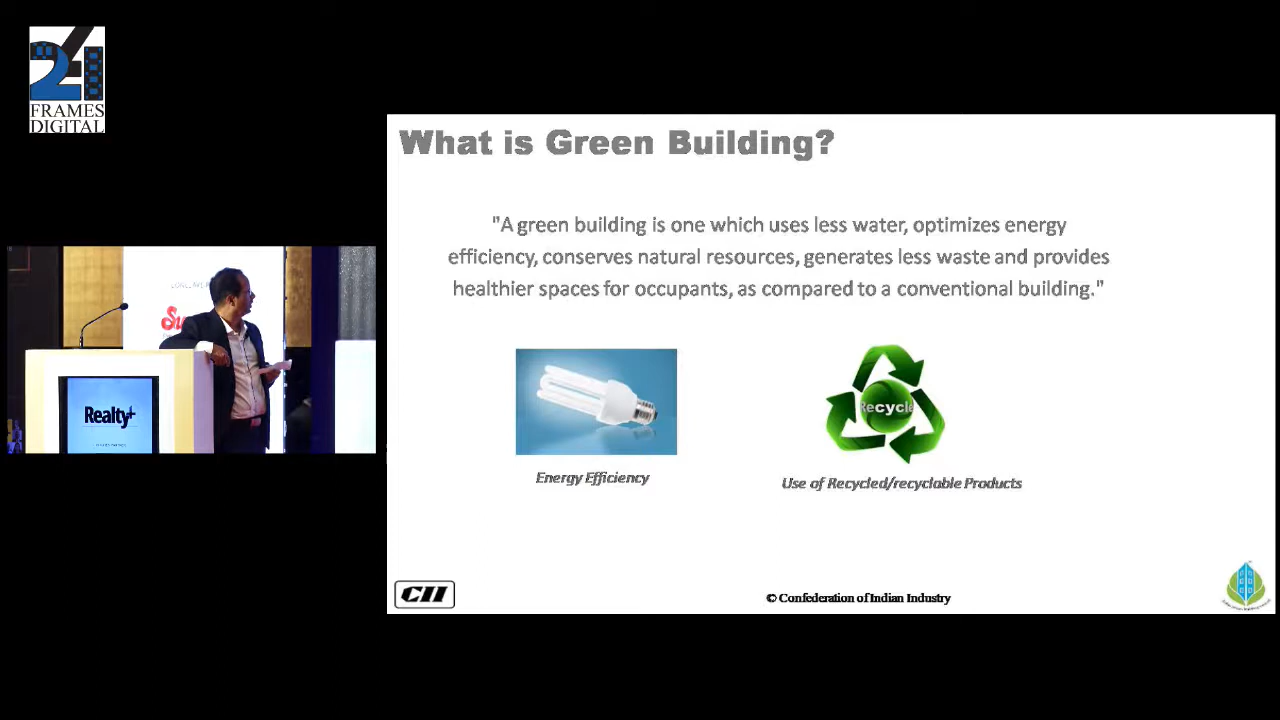 24
FRAMES
DIGITAL
What is Green Building?
"A green building is one which uses less water, optimizes energy
efficiency, conserves natural resources, generates less waste and provides
healthier spaces for occupants, as compared to a conventional building."
Recycle
Energy Efficiency
Use of Recycled/recyclable Products
Su
Realty+
CII
© Confederation of Indian Industry